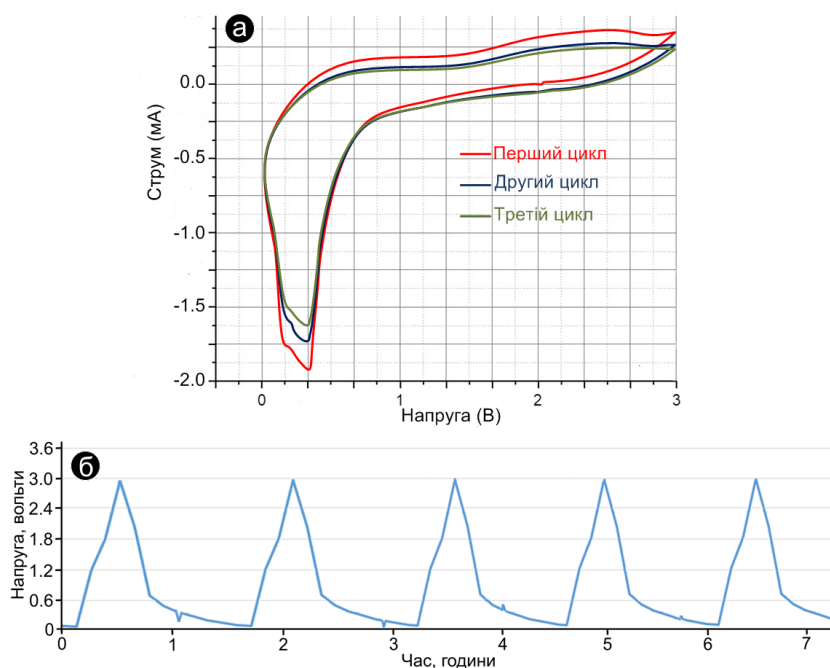 а
0.0
-0.5
-1.0
-1.5
-2.0
Струм (мА)
Перший цикл
Другий цикл
Третій цикл
0 1 2 3
Напруга (В)
б
3.6
3.0
2.4
1.8
1.2
0.6
0
Напруга, вольти
0 1 2 3 4 5 6 7
Час, години